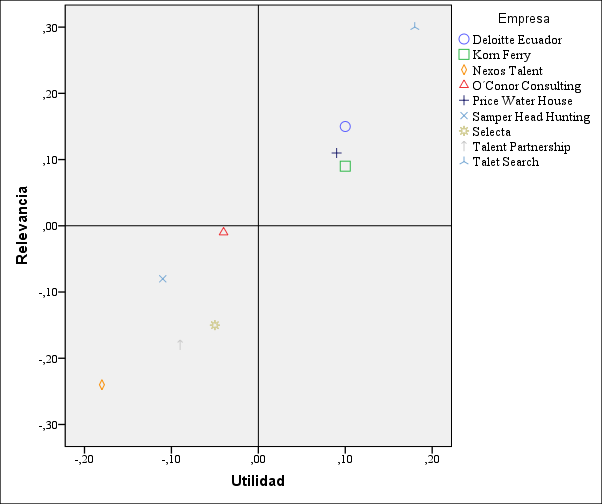 Empresa
Deloitte Ecuador
Korn Ferry
Nexos Talent
O´Conor Consulting
Price Water House
Samper Head Hunting
Selecta
Talent Partnership
Talet Search
Relevancia
,30
,20
,10
,00
-,10
-,20
-,30
-,20
-,10
,00
,10
,20
Utilidad